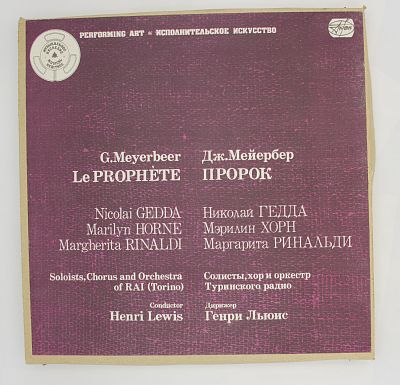 PERFORMING ART • ИСПОЛНИТЕЛЬСКОЕ ИСКУССТВО
G. Meyerbeer
Le PROPHÈTE
Nicolai GEDDA
Marilyn HORNE
Margherita RINALDI
Soloists, Chorus and Orchestra
of RAI (Torino)
Conductor
Henri Lewis
Дж. Мейербер
ПРОРОК
Николай ГЕДДА
Мэрилин ХОРН
Маргарита РИНАЛЬДИ
Солисты, хор и оркестр
Туринского радио
Дирижер
Генри Льюис